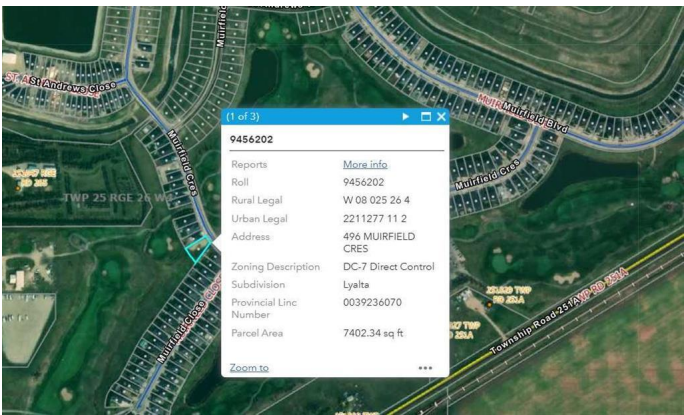 St Andrews Close
Muirfield
Muirfield Blvd
Muirfield Cres
Muirfield Cres
TWP 25 RGE 26 W4
Muirfield Close
Township Road 251A
(1 of 3)
9456202
Reports More info
Roll 9456202
Rural Legal W 08 025 26 4
Urban Legal 2211277 11 2
Address 496 MUIRFIELD
CRES
Zoning Description DC-7 Direct Control
Subdivision Lyalta
Provincial Linc 0039236070
Number
Parcel Area 7402.34 sq ft
Zoom to